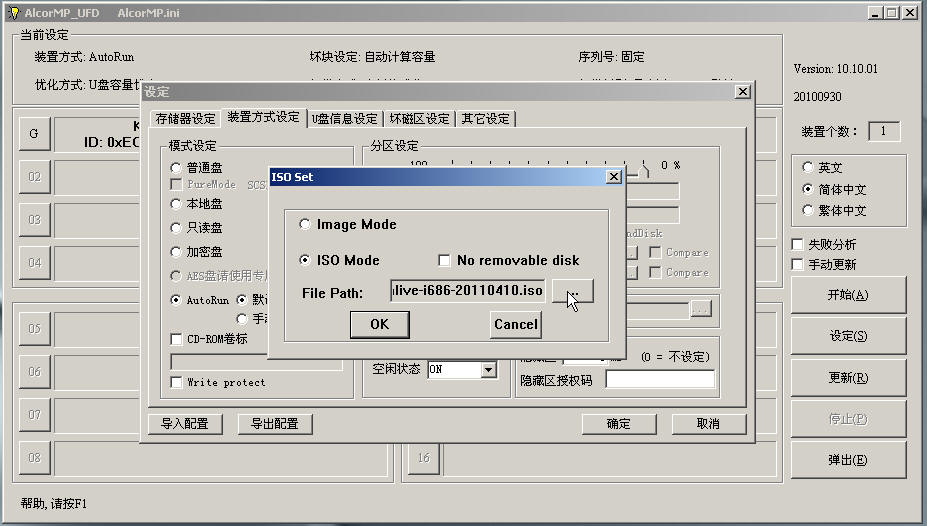 AlcorMP_UFD AlcorMP.ini
当前设定
装置方式: AutoRun 坏块设定: 自动计算容量 序列号: 固定
优化方式: U盘容量
Version: 10.10.01
20100930
装置个数: 1
英文
简体中文
繁体中文
失败分析
手动更新
开始(A)
设定(S)
更新(R)
停止(P)
弹出(E)
G
ID: 0xEC
02
03
04
05
06
07
08
16
设定
存储器设定 装置方式设定 U盘信息设定 坏磁区设定 其它设定
模式设定
普通盘
PureMode SCS
本地盘
只读盘
加密盘
AES盘请使用专
AutoRun 默
手
CD-ROM卷标
Write protect
分区设定
100 0 %
ndDisk
Compare
Compare
...
空闲状态 ON
(0 = 不设定)
隐藏区授权码
导入配置 导出配置 确定 取消
ISO Set
Image Mode
ISO Mode No removable disk
File Path: live-i686-20110410.iso ...
OK Cancel
帮助, 请按F1